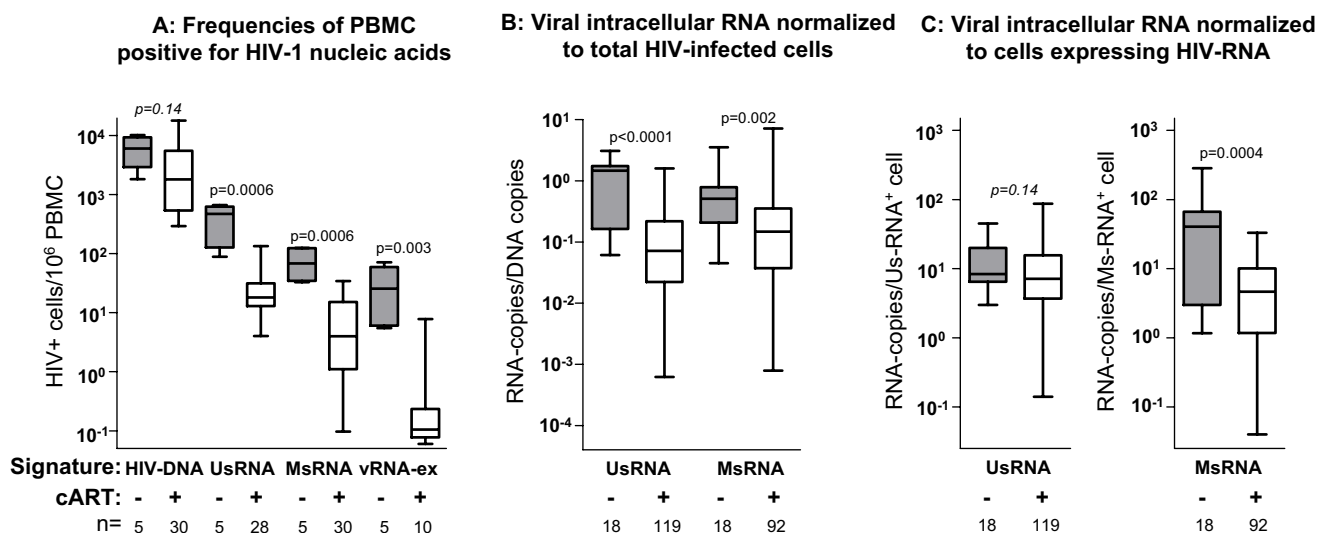 A: Frequencies of PBMC
positive for HIV-1 nucleic acids
HIV+ cells/10⁶ PBMC
10⁴
10³
10²
10¹
10⁰
10⁻¹
p=0.14
p=0.0006
p=0.0006
p=0.003
Signature: HIV-DNA UsRNA MsRNA vRNA-ex
cART: - + - + - + - +
n= 5 30 5 28 5 30 5 10
B: Viral intracellular RNA normalized
to total HIV-infected cells
RNA-copies/DNA copies
10¹
10⁰
10⁻¹
10⁻²
10⁻³
10⁻⁴
p<0.0001
p=0.002
UsRNA MsRNA
- + - +
18 119 18 92
C: Viral intracellular RNA normalized
to cells expressing HIV-RNA
RNA-copies/Us-RNA⁺ cell
10³
10²
10¹
10⁰
10⁻¹
p=0.14
UsRNA
- +
18 119
RNA-copies/Ms-RNA⁺ cell
10³
10²
10¹
10⁰
10⁻¹
p=0.0004
MsRNA
- +
18 92